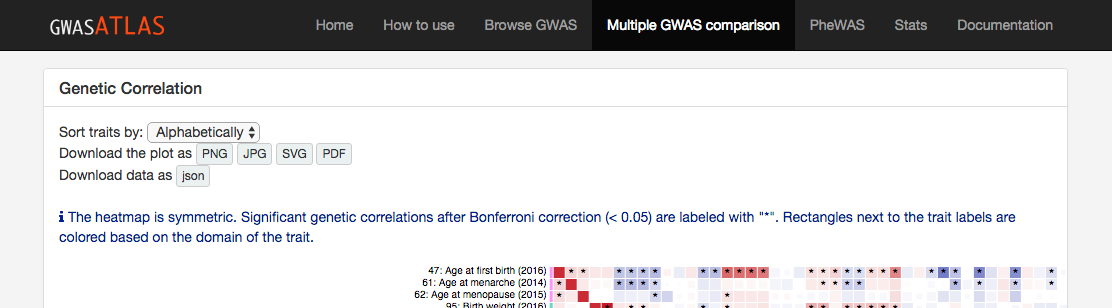 GWASATLAS Home How to use Browse GWAS Multiple GWAS comparison PheWAS Stats Documentation
Genetic Correlation
Sort traits by: Alphabetically
Download the plot as PNG JPG SVG PDF
Download data as json
i The heatmap is symmetric. Significant genetic correlations after Bonferroni correction (< 0.05) are labeled with "*". Rectangles next to the trait labels are
colored based on the domain of the trait.
47: Age at first birth (2016)
61: Age at menarche (2014)
62: Age at menopause (2015)
95: Birth weight (2016)